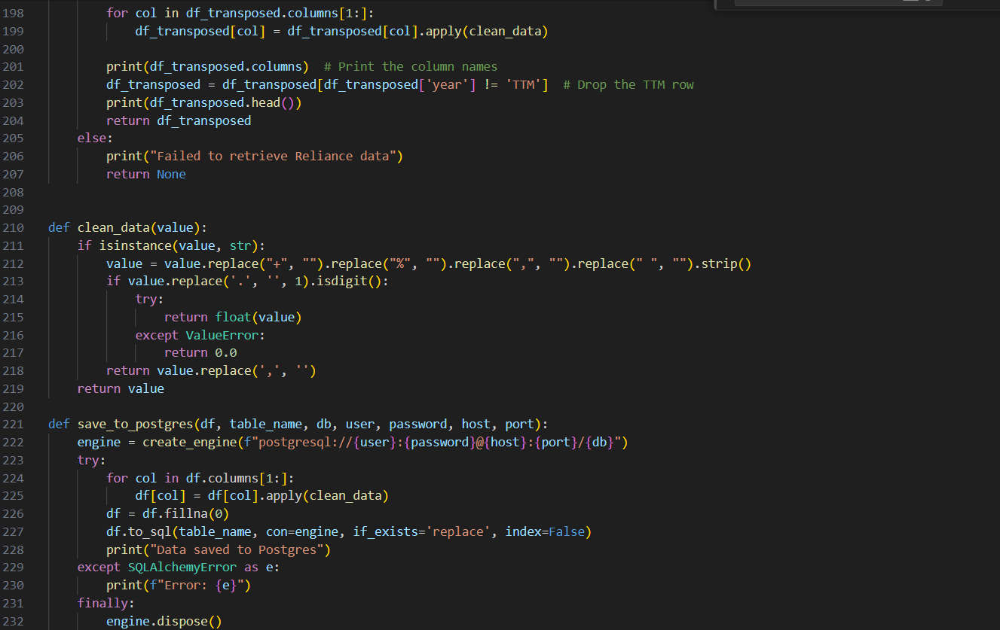 198 for col in df_transposed.columns[1:]:
199 df_transposed[col] = df_transposed[col].apply(clean_data)
200
201 print(df_transposed.columns)  # Print the column names
202 df_transposed = df_transposed[df_transposed['year'] != 'TTM']  # Drop the TTM row
203 print(df_transposed.head())
204 return df_transposed
205 else:
206 print("Failed to retrieve Reliance data")
207 return None
208
209
210 def clean_data(value):
211 if isinstance(value, str):
212 value = value.replace("+", "").replace("%", "").replace(",", "").replace(" ", "").strip()
213 if value.replace('.', '', 1).isdigit():
214 try:
215 return float(value)
216 except ValueError:
217 return 0.0
218 return value.replace(',', '')
219 return value
220
221 def save_to_postgres(df, table_name, db, user, password, host, port):
222 engine = create_engine(f"postgresql://{user}:{password}@{host}:{port}/{db}")
223 try:
224 for col in df.columns[1:]:
225 df[col] = df[col].apply(clean_data)
226 df = df.fillna(0)
227 df.to_sql(table_name, con=engine, if_exists='replace', index=False)
228 print("Data saved to Postgres")
229 except SQLAlchemyError as e:
230 print(f"Error: {e}")
231 finally:
232 engine.dispose()